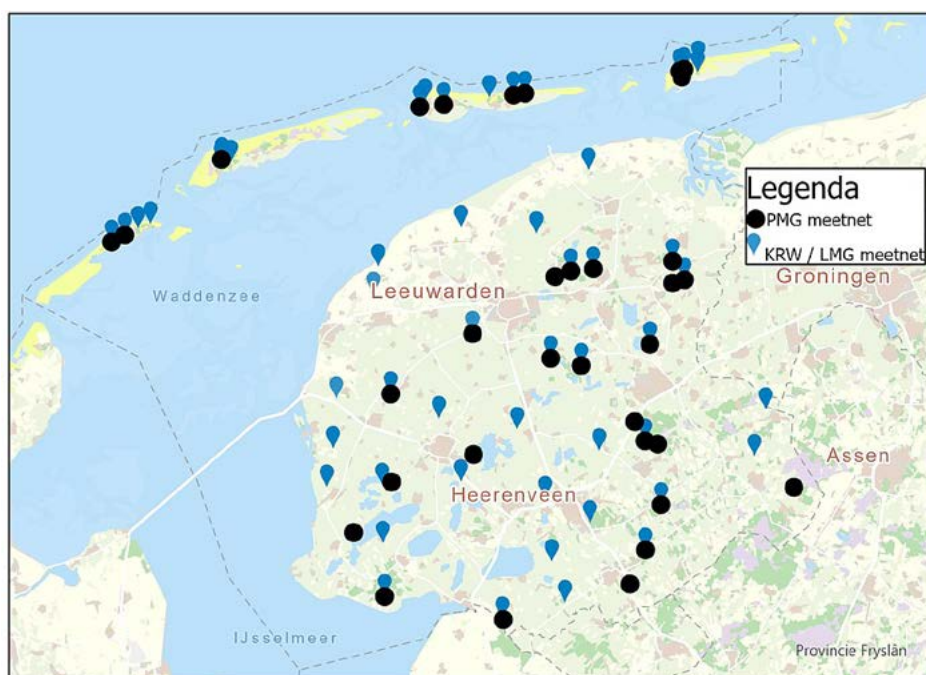 Legenda
PMG meetnet
KRW / LMG meetnet
Groningen
Leeuwarden
Waddenzee
Assen
Heerenveen
IJsselmeer
Provincie Fryslân